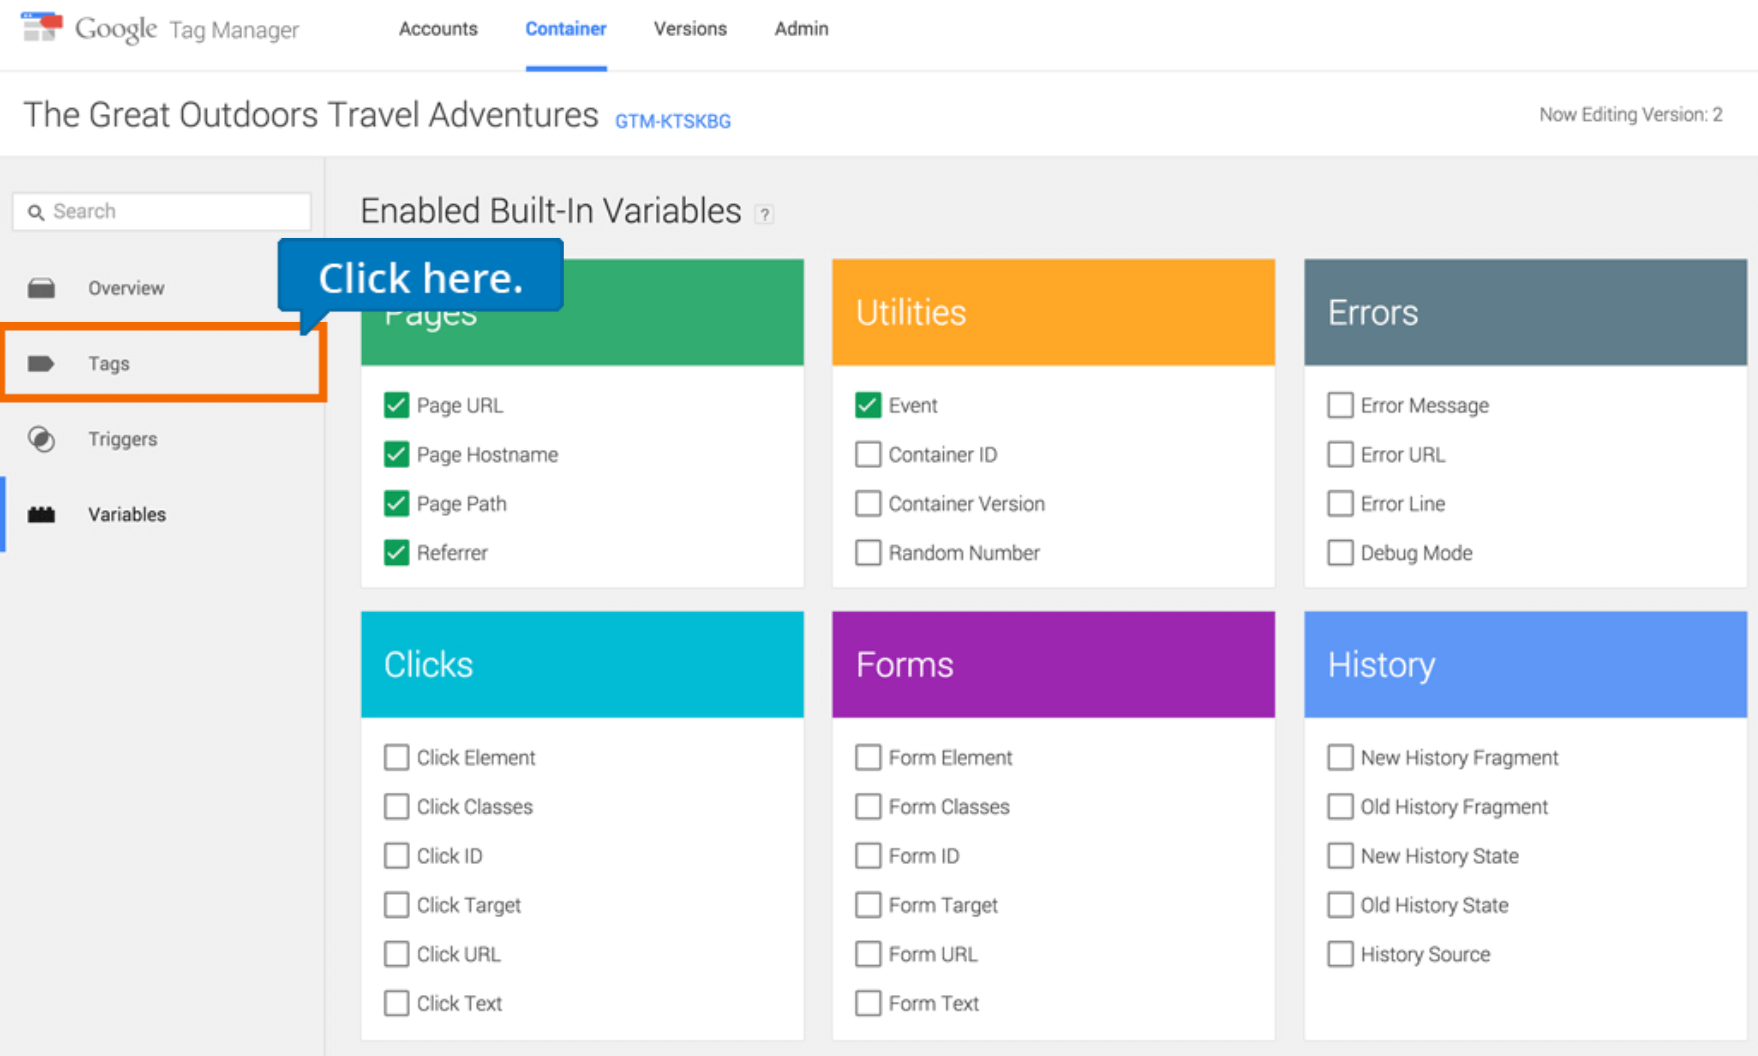 Google Tag Manager
Accounts
Container
Versions
Admin
The Great Outdoors Travel Adventures GTM-KTSKBG
Now Editing Version: 2
Search
Overview
Tags
Triggers
Variables
Click here.
Enabled Built-In Variables ?
Pages
Page URL
Page Hostname
Page Path
Referrer
Utilities
Event
Container ID
Container Version
Random Number
Errors
Error Message
Error URL
Error Line
Debug Mode
Clicks
Click Element
Click Classes
Click ID
Click Target
Click URL
Click Text
Forms
Form Element
Form Classes
Form ID
Form Target
Form URL
Form Text
History
New History Fragment
Old History Fragment
New History State
Old History State
History Source